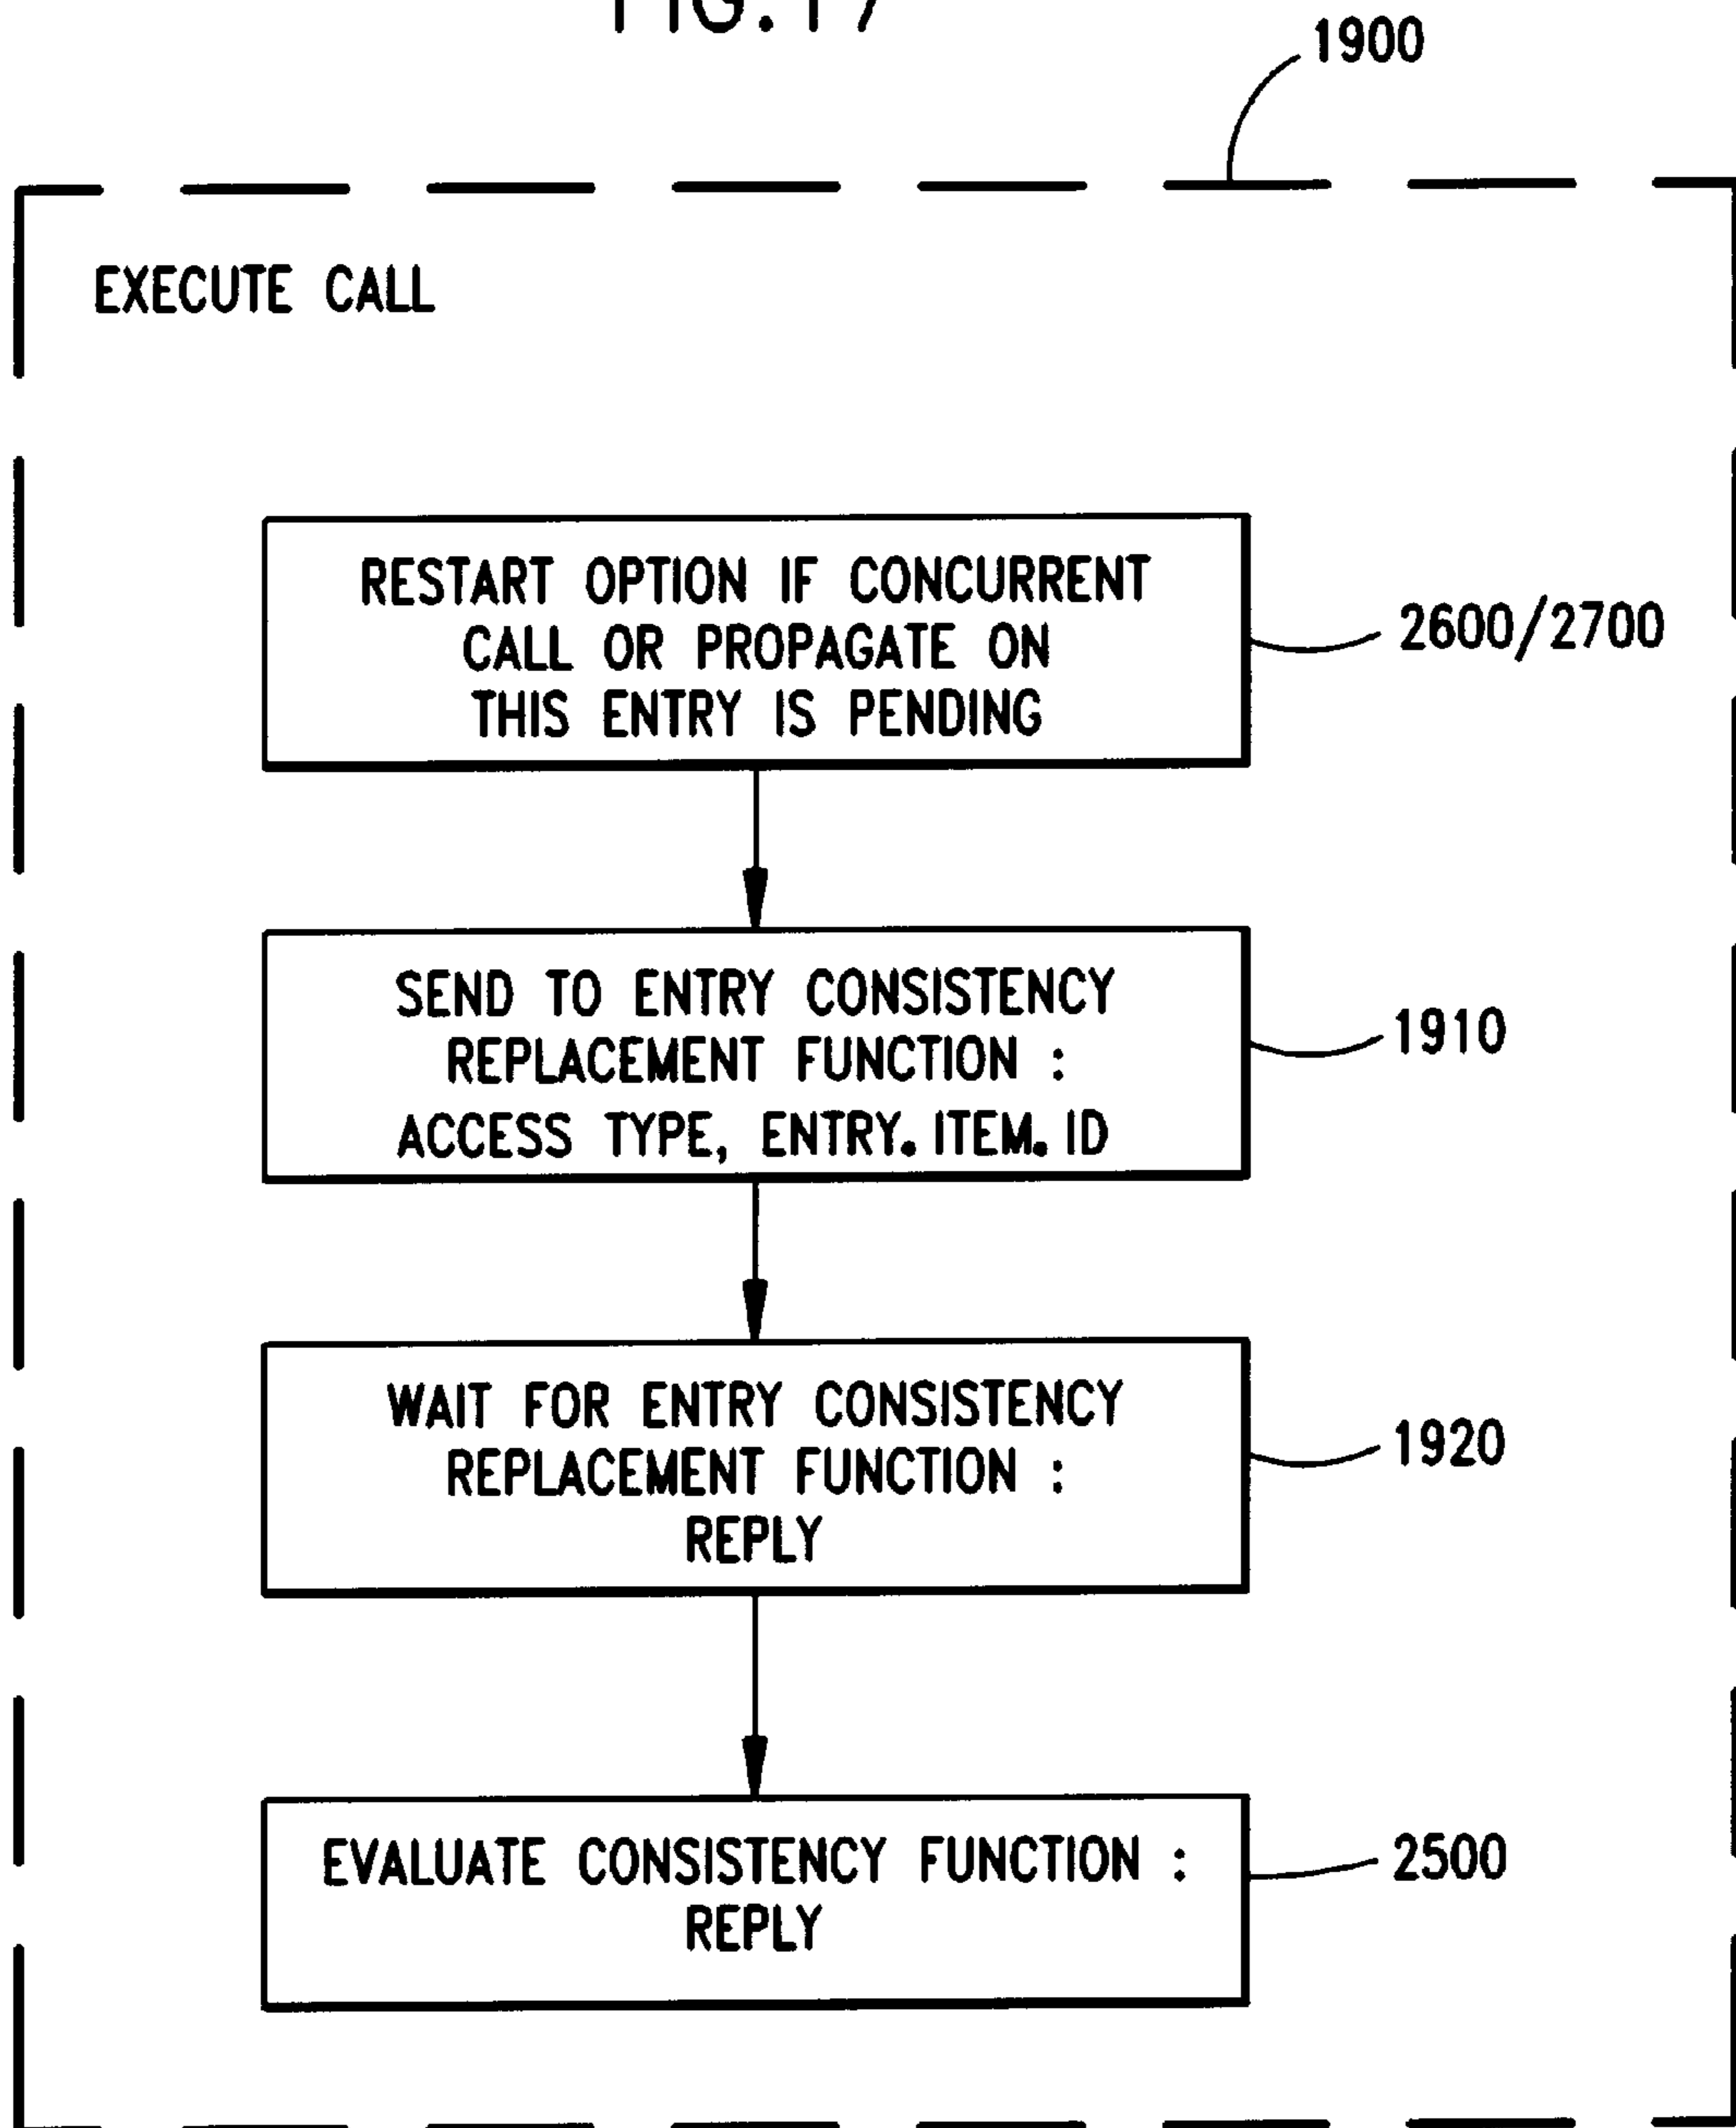 FIG.17
1900
EXECUTE CALL
RESTART OPTION IF CONCURRENT
CALL OR PROPAGATE ON
THIS ENTRY IS PENDING
2600/2700
SEND TO ENTRY CONSISTENCY
REPLACEMENT FUNCTION :
ACCESS TYPE, ENTRY.ITEM.ID
1910
WAIT FOR ENTRY CONSISTENCY
REPLACEMENT FUNCTION :
REPLY
1920
EVALUATE CONSISTENCY FUNCTION :
REPLY
2500